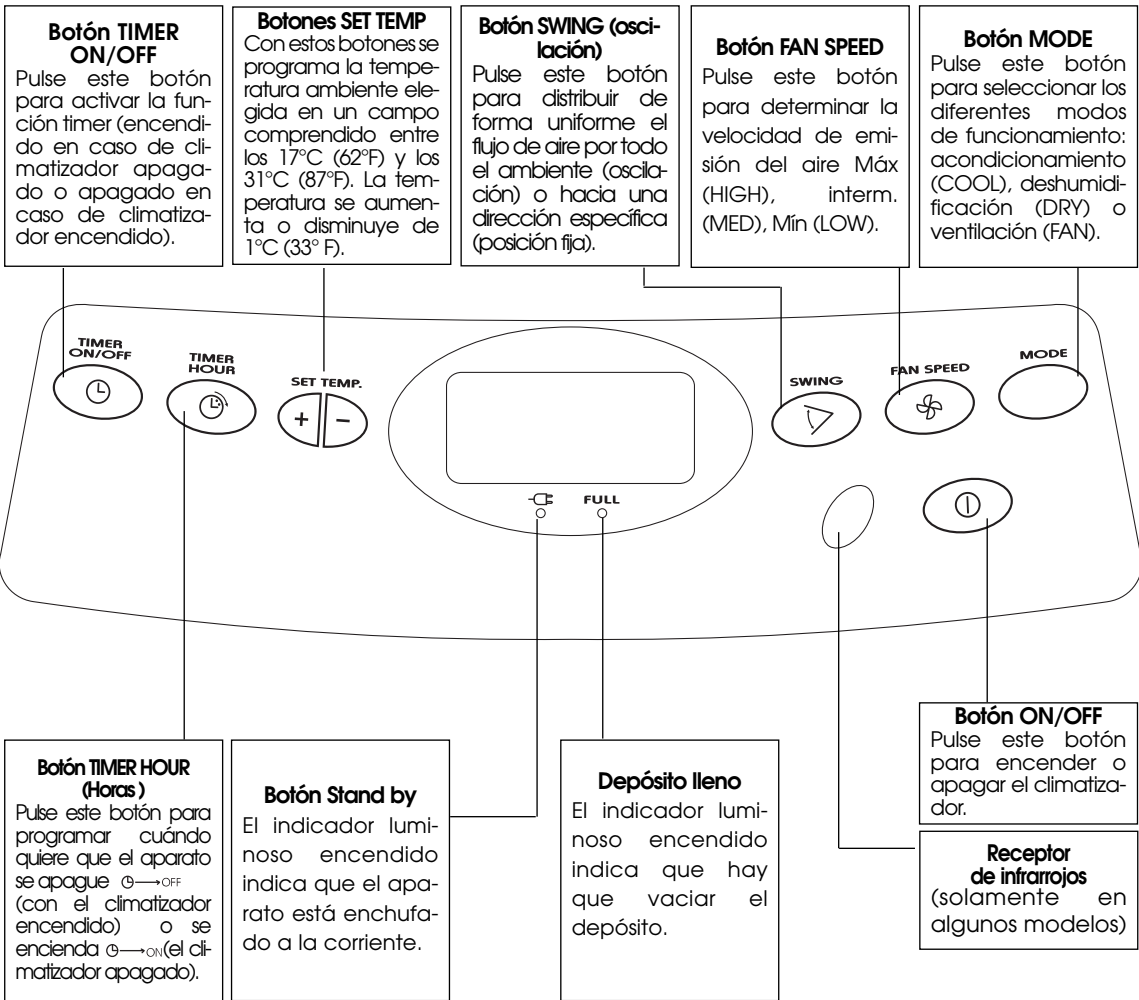 Botón TIMER
ON/OFF
Pulse este botón
para activar la fun-
ción timer (encendi-
do en caso de cli-
matizador apaga-
do o apagado en
caso de climatiza-
dor encendido).
Botones SET TEMP
Con estos botones se
programa la tempe-
ratura ambiente ele-
gida en un campo
comprendido entre
los 17°C (62°F) y los
31°C (87°F). La tem-
peratura se aumen-
ta o disminuye de
1°C (33° F).
Botón SWING (osci-
lación)
Pulse este botón
para distribuir de
forma uniforme el
flujo de aire por todo
el ambiente (oscila-
ción) o hacia una
dirección específica
(posición fija).
Botón FAN SPEED
Pulse este botón
para determinar la
velocidad de emi-
sión del aire Máx
(HIGH), interm.
(MED), Mín (LOW).
Botón MODE
Pulse este botón
para seleccionar los
diferentes modos
de funcionamiento:
acondicionamiento
(COOL), deshumidi-
ficación (DRY) o
ventilación (FAN).
TIMER
ON/OFF
TIMER
HOUR
SET TEMP.
+ −
SWING
FAN SPEED
MODE
FULL
Botón TIMER HOUR
(Horas )
Pulse este botón para
programar cuándo
quiere que el aparato
se apague ⟶OFF
(con el climatizador
encendido) o se
encienda ⟶ON(el cli-
matizador apagado).
Botón Stand by
El indicador lumi-
noso encendido
indica que el apa-
rato está enchufa-
do a la corriente.
Depósito lleno
El indicador lumi-
noso encendido
indica que hay
que vaciar el
depósito.
Botón ON/OFF
Pulse este botón
para encender o
apagar el climatiza-
dor.
Receptor
de infrarrojos
(solamente en
algunos modelos)